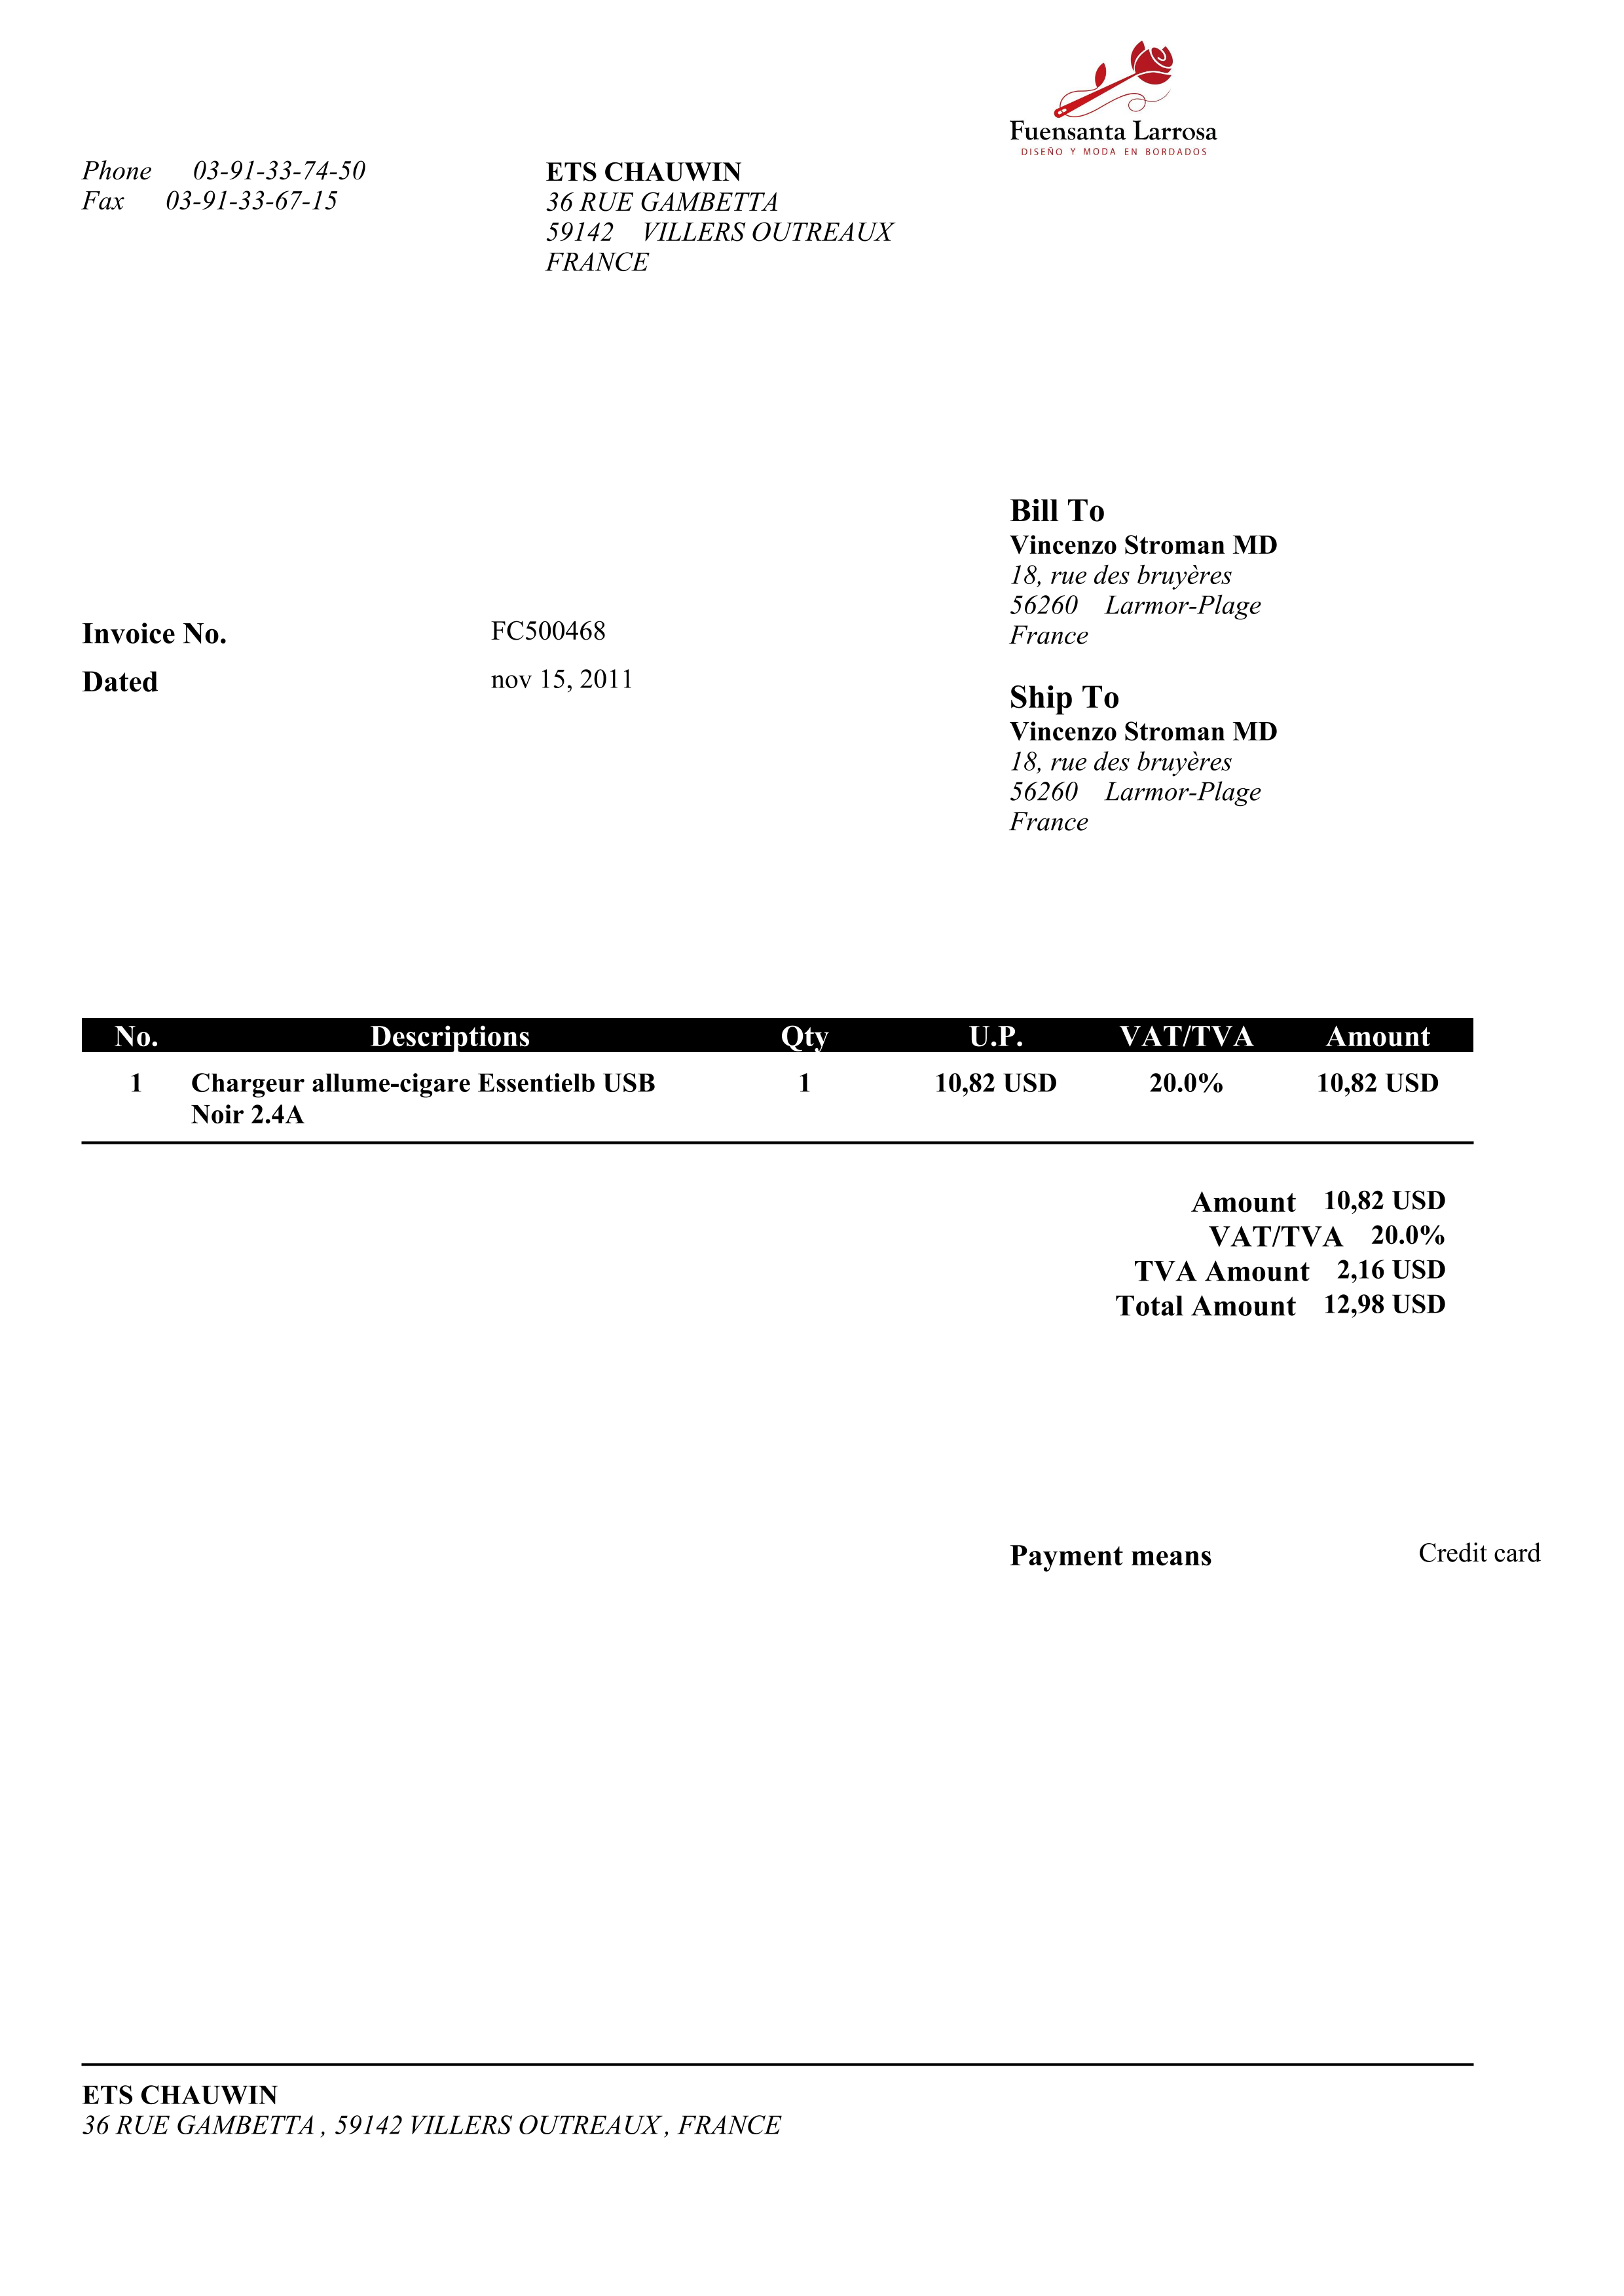 Fuensanta Larrosa
DISEÑO Y MODA EN BORDADOS
Phone 03-91-33-74-50
Fax 03-91-33-67-15
ETS CHAUWIN
36 RUE GAMBETTA
59142 VILLERS OUTREAUX
FRANCE
Bill To
Vincenzo Stroman MD
18, rue des bruyères
56260 Larmor-Plage
France
Invoice No. FC500468
Dated nov 15, 2011
Ship To
Vincenzo Stroman MD
18, rue des bruyères
56260 Larmor-Plage
France
No. Descriptions Qty U.P. VAT/TVA Amount
1 Chargeur allume-cigare Essentielb USB 1 10,82 USD 20.0% 10,82 USD
Noir 2.4A
Amount 10,82 USD
VAT/TVA 20.0%
TVA Amount 2,16 USD
Total Amount 12,98 USD
Payment means Credit card
ETS CHAUWIN
36 RUE GAMBETTA , 59142 VILLERS OUTREAUX , FRANCE